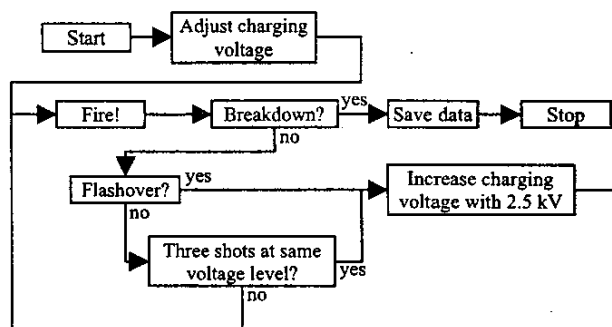 Start
Adjust charging
voltage
Fire!
Breakdown?
yes
Save data
Stop
no
Flashover?
yes
Increase charging
voltage with 2.5 kV
no
Three shots at same
voltage level?
yes
no